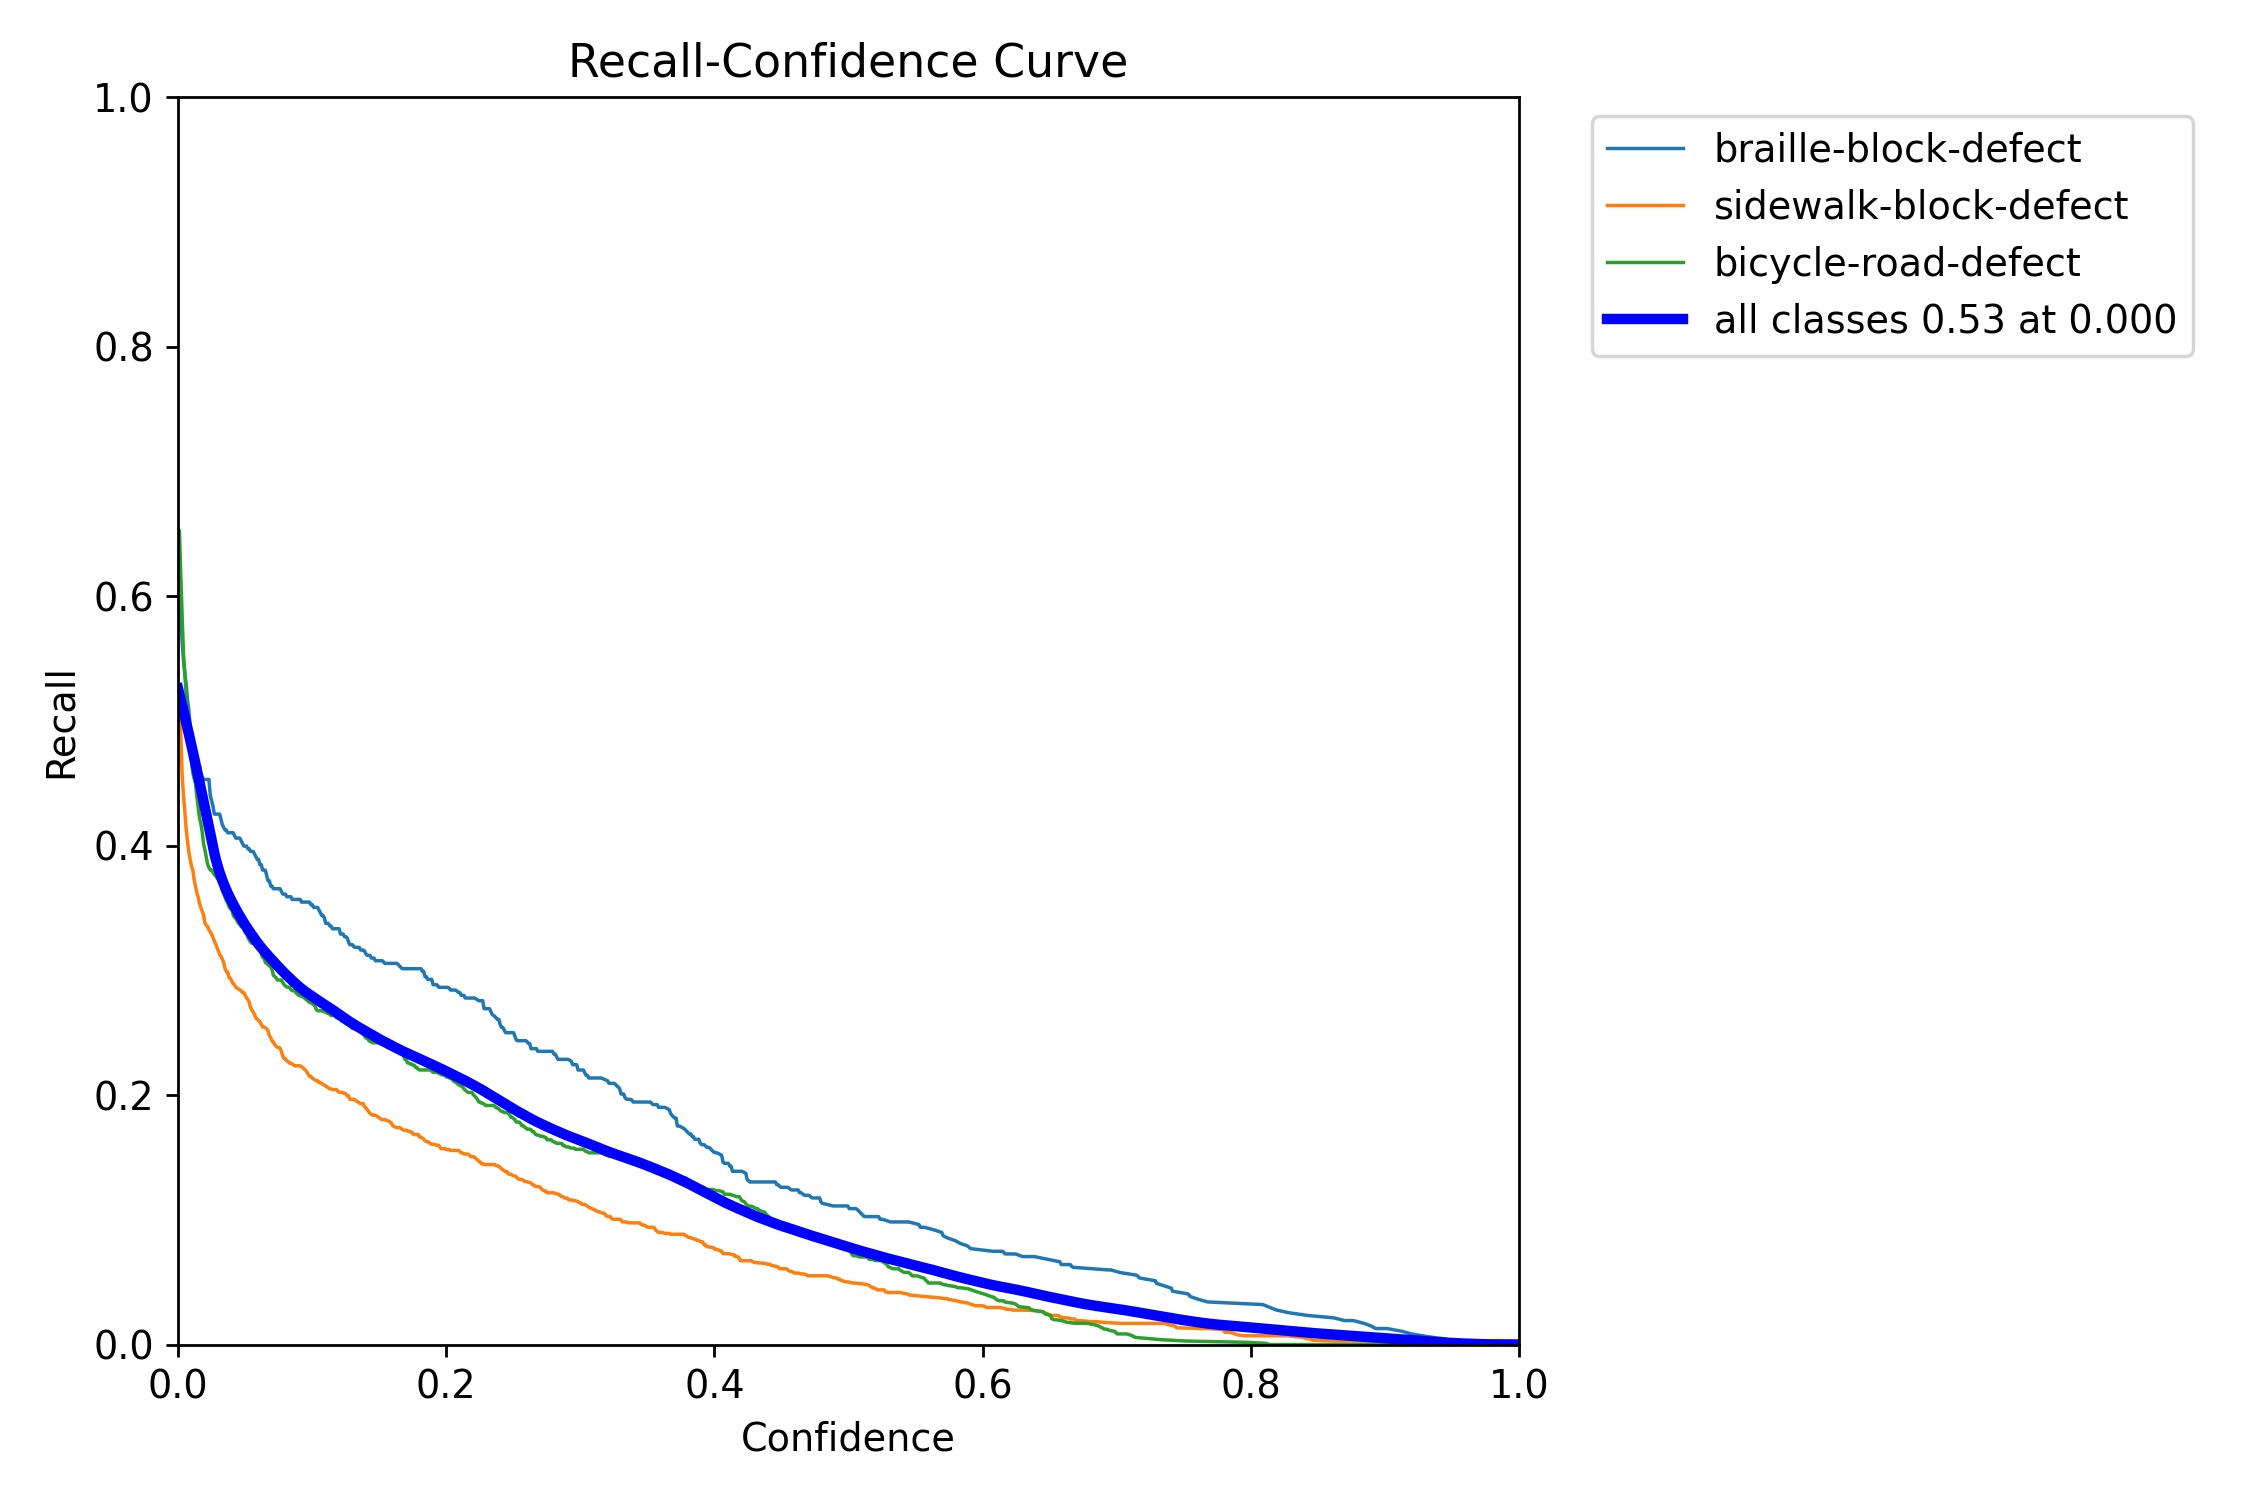 Recall-Confidence Curve
1.0
0.8
0.6
0.4
0.2
0.0
Recall
0.0 0.2 0.4 0.6 0.8 1.0
Confidence
braille-block-defect
sidewalk-block-defect
bicycle-road-defect
all classes 0.53 at 0.000